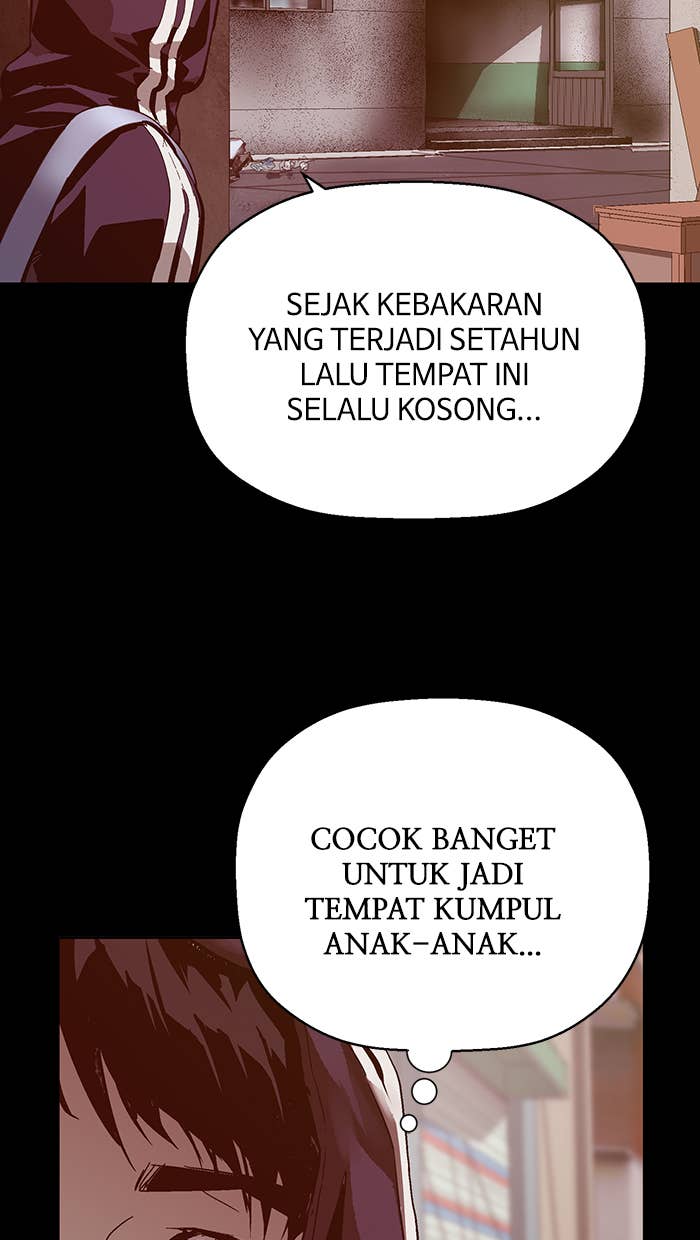 SEJAK KEBAKARAN
YANG TERJADI SETAHUN
LALU TEMPAT INI
SELALU KOSONG...
COCOK BANGET
UNTUK JADI
TEMPAT KUMPUL
ANAK-ANAK...